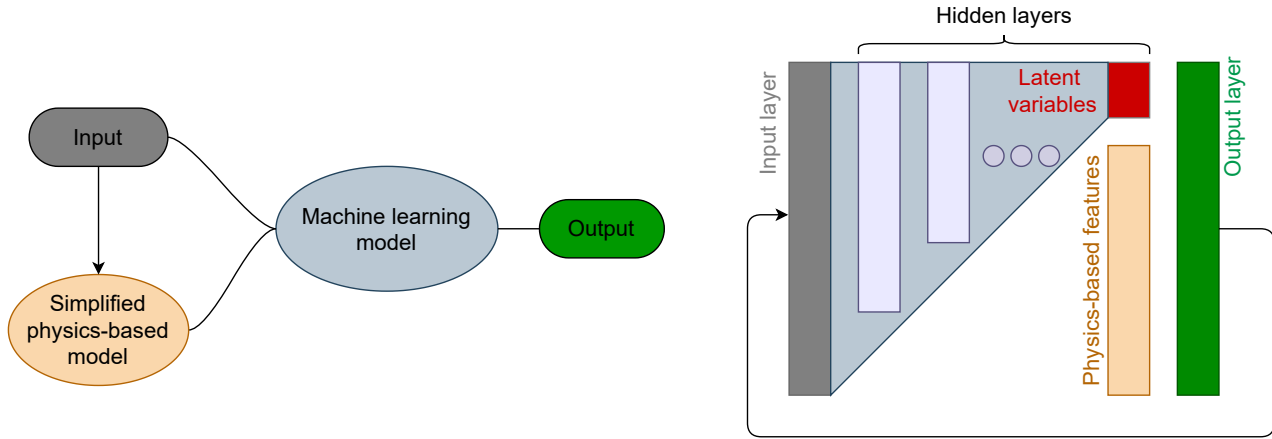 Input
Simplified
physics-based
model
Machine learning
model
Output
Hidden layers
Input layer
Latent
variables
Physics-based features
Output layer